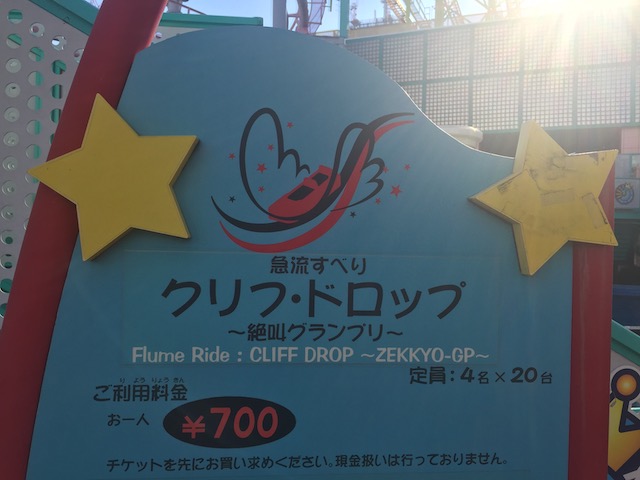 急流すべり
クリフ・ドロップ
～絶叫グランプリ～
Flume Ride : CLIFF DROP ～ZEKKYO-GP～
定員：4名×20台
りようりょうきん
ご利用料金
お一人 ¥700
チケットを先にお買い求めください。現金扱いは行っておりません。